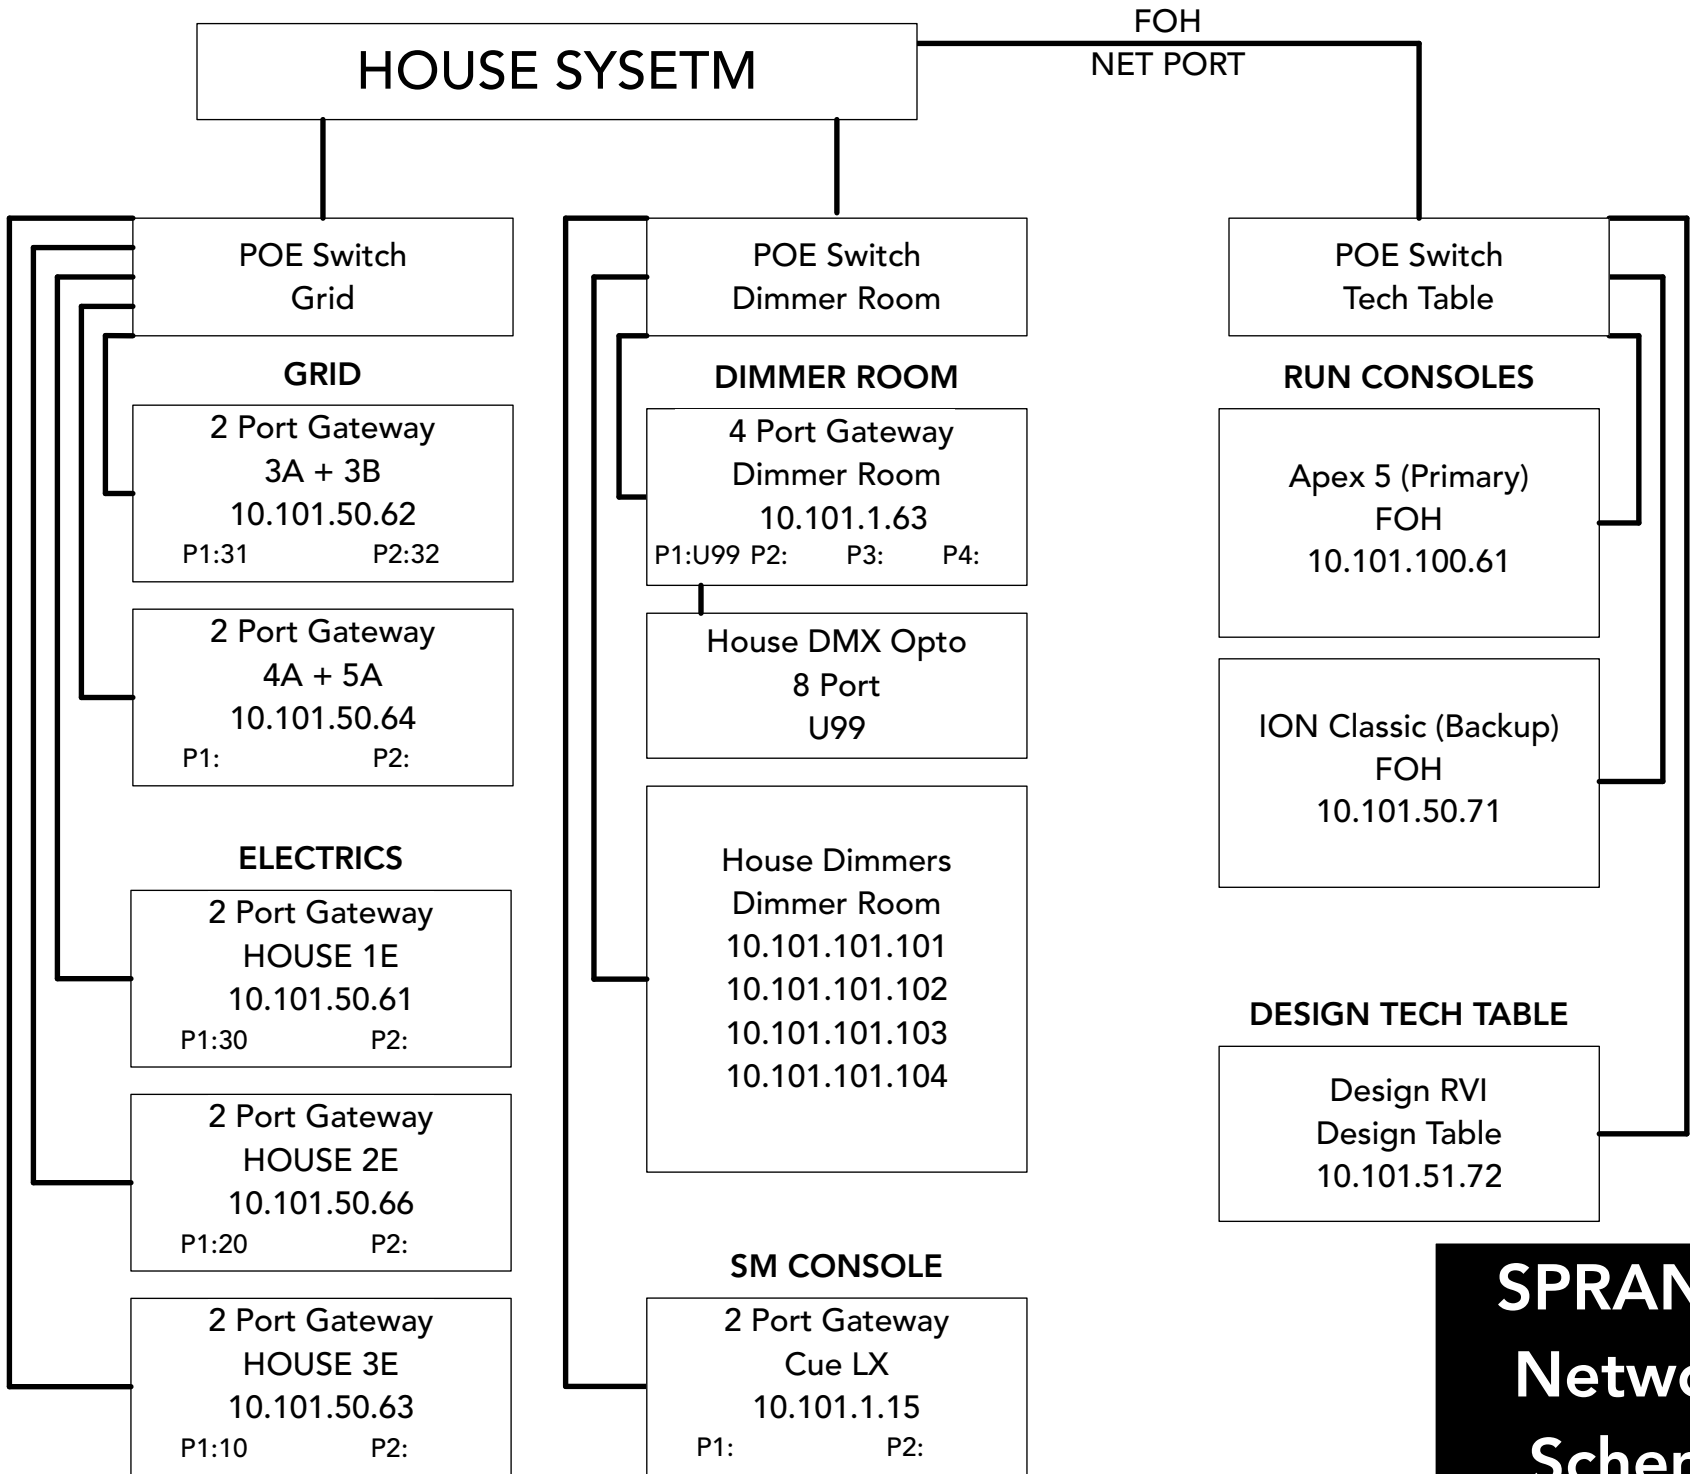 HOUSE SYSETM
FOH
NET PORT
POE Switch
Grid
GRID
2 Port Gateway
3A + 3B
10.101.50.62
P1:31 P2:32
2 Port Gateway
4A + 5A
10.101.50.64
P1: P2:
ELECTRICS
2 Port Gateway
HOUSE 1E
10.101.50.61
P1:30 P2:
2 Port Gateway
HOUSE 2E
10.101.50.66
P1:20 P2:
2 Port Gateway
HOUSE 3E
10.101.50.63
P1:10 P2:
POE Switch
Dimmer Room
DIMMER ROOM
4 Port Gateway
Dimmer Room
10.101.1.63
P1:U99 P2: P3: P4:
House DMX Opto
8 Port
U99
House Dimmers
Dimmer Room
10.101.101.101
10.101.101.102
10.101.101.103
10.101.101.104
SM CONSOLE
2 Port Gateway
Cue LX
10.101.1.15
P1: P2:
POE Switch
Tech Table
RUN CONSOLES
Apex 5 (Primary)
FOH
10.101.100.61
ION Classic (Backup)
FOH
10.101.50.71
DESIGN TECH TABLE
Design RVI
Design Table
10.101.51.72